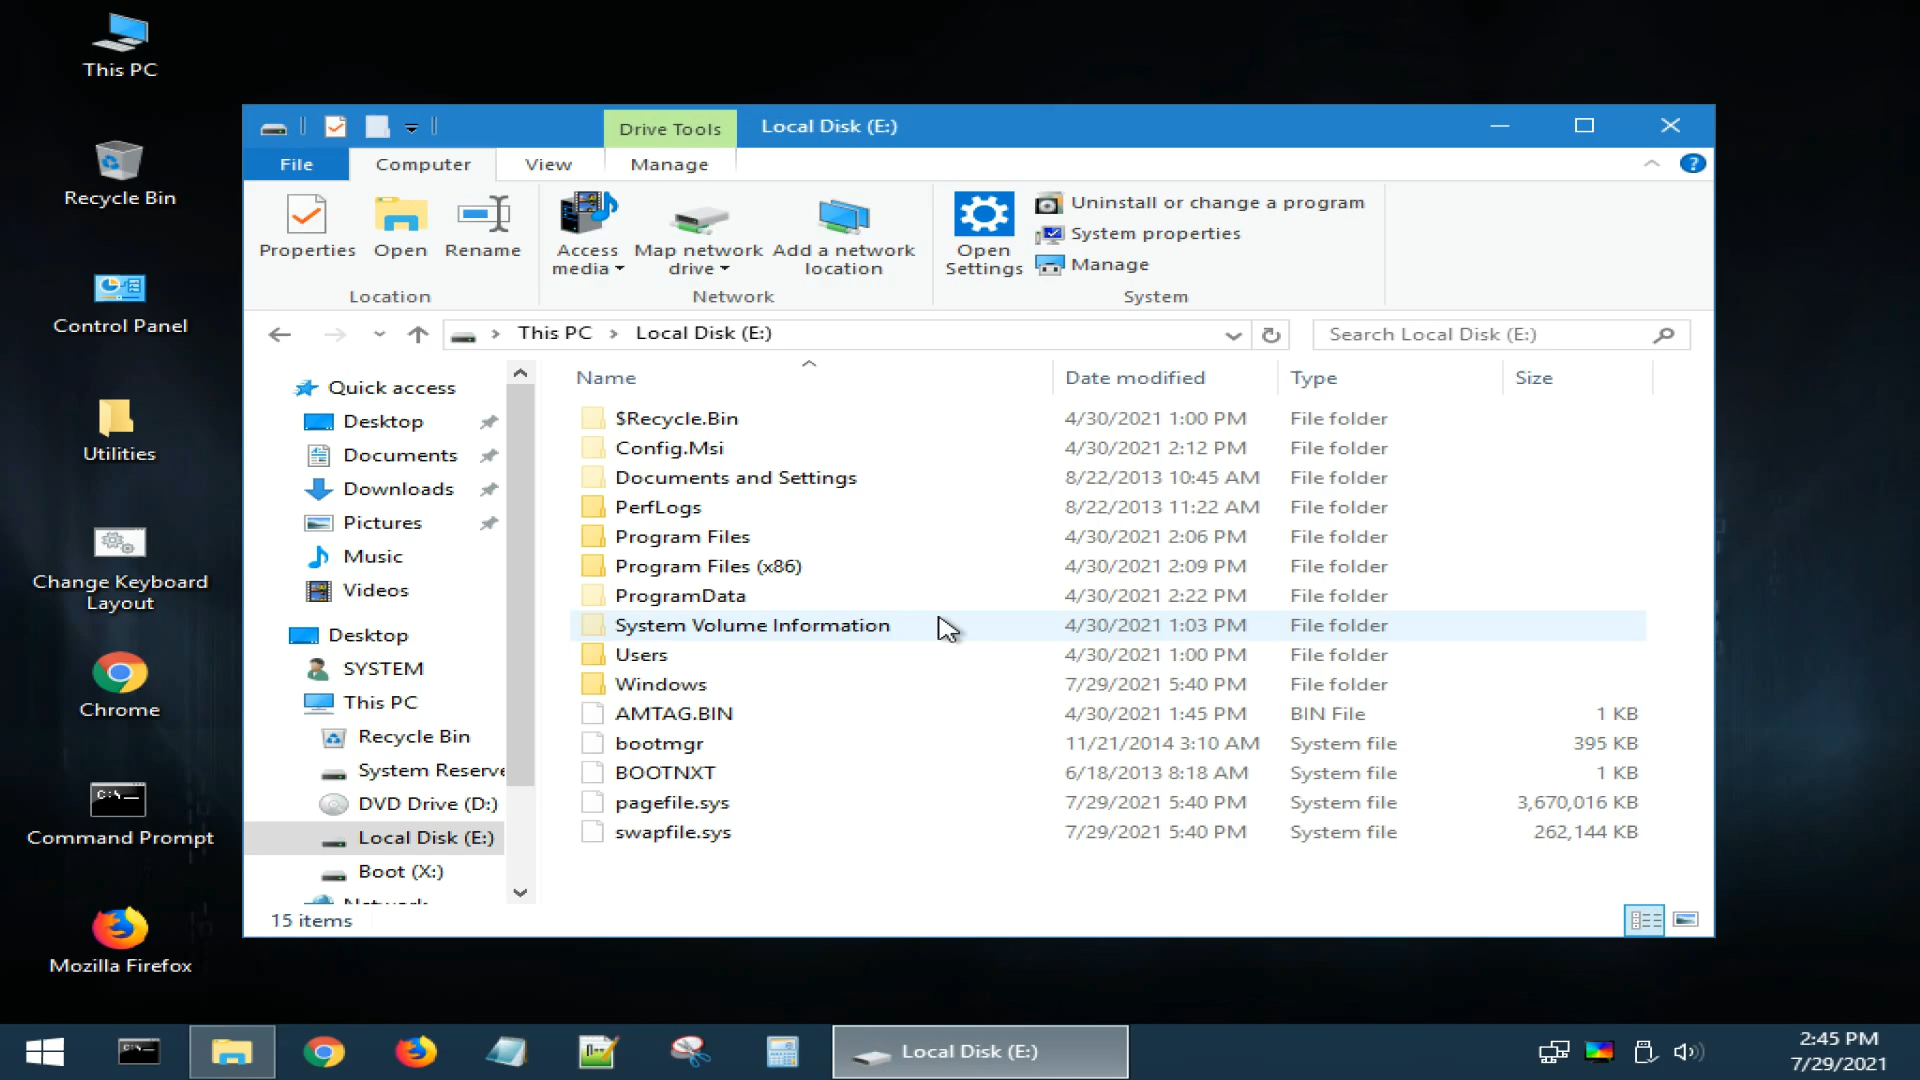 This PC
Recycle Bin
Control Panel
Utilities
Change Keyboard
Layout
Chrome
Command Prompt
Mozilla Firefox
Drive Tools
Local Disk (E:)
File
Computer
View
Manage
Properties
Open
Rename
Access
media
Map network
drive
Add a network
location
Open
Settings
Uninstall or change a program
System properties
Manage
Location
Network
System
This PC
Local Disk (E:)
Search Local Disk (E:)
Quick access
Desktop
Documents
Downloads
Pictures
Music
Videos
Desktop
SYSTEM
This PC
Recycle Bin
System Reserve
DVD Drive (D:)
Local Disk (E:)
Boot (X:)
Network
Name Date modified Type Size
$Recycle.Bin 4/30/2021 1:00 PM File folder
Config.Msi 4/30/2021 2:12 PM File folder
Documents and Settings 8/22/2013 10:45 AM File folder
PerfLogs 8/22/2013 11:22 AM File folder
Program Files 4/30/2021 2:06 PM File folder
Program Files (x86) 4/30/2021 2:09 PM File folder
ProgramData 4/30/2021 2:22 PM File folder
System Volume Information 4/30/2021 1:03 PM File folder
Users 4/30/2021 1:00 PM File folder
Windows 7/29/2021 5:40 PM File folder
AMTAG.BIN 4/30/2021 1:45 PM BIN File 1 KB
bootmgr 11/21/2014 3:10 AM System file 395 KB
BOOTNXT 6/18/2013 8:18 AM System file 1 KB
pagefile.sys 7/29/2021 5:40 PM System file 3,670,016 KB
swapfile.sys 7/29/2021 5:40 PM System file 262,144 KB
15 items
Local Disk (E:)
2:45 PM
7/29/2021